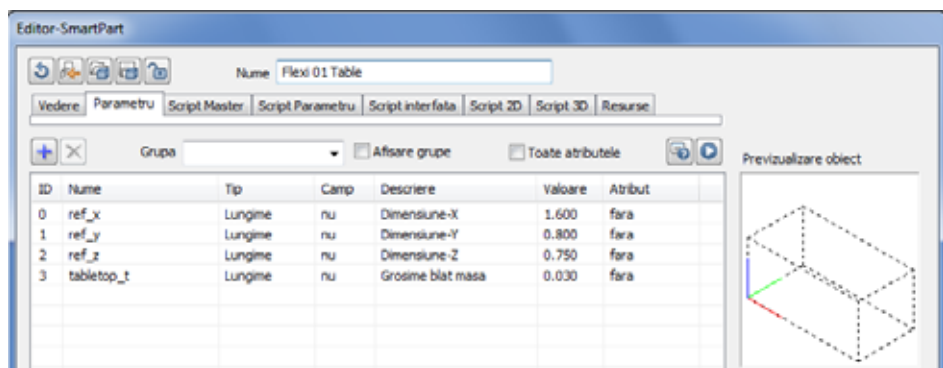 Editor-SmartPart
Nume Flexi 01 Table
Vedere Parametru Script Master Script Parametru Script interfata Script 2D Script 3D Resurse
Grupa Afisare grupe Toate atributele Previzualizare obiect
ID Nume Tip Camp Descriere Valoare Atribut
0 ref_x Lungime nu Dimensiune-X 1.600 fara
1 ref_y Lungime nu Dimensiune-Y 0.800 fara
2 ref_z Lungime nu Dimensiune-Z 0.750 fara
3 tabletop_t Lungime nu Grosime blat masa 0.030 fara